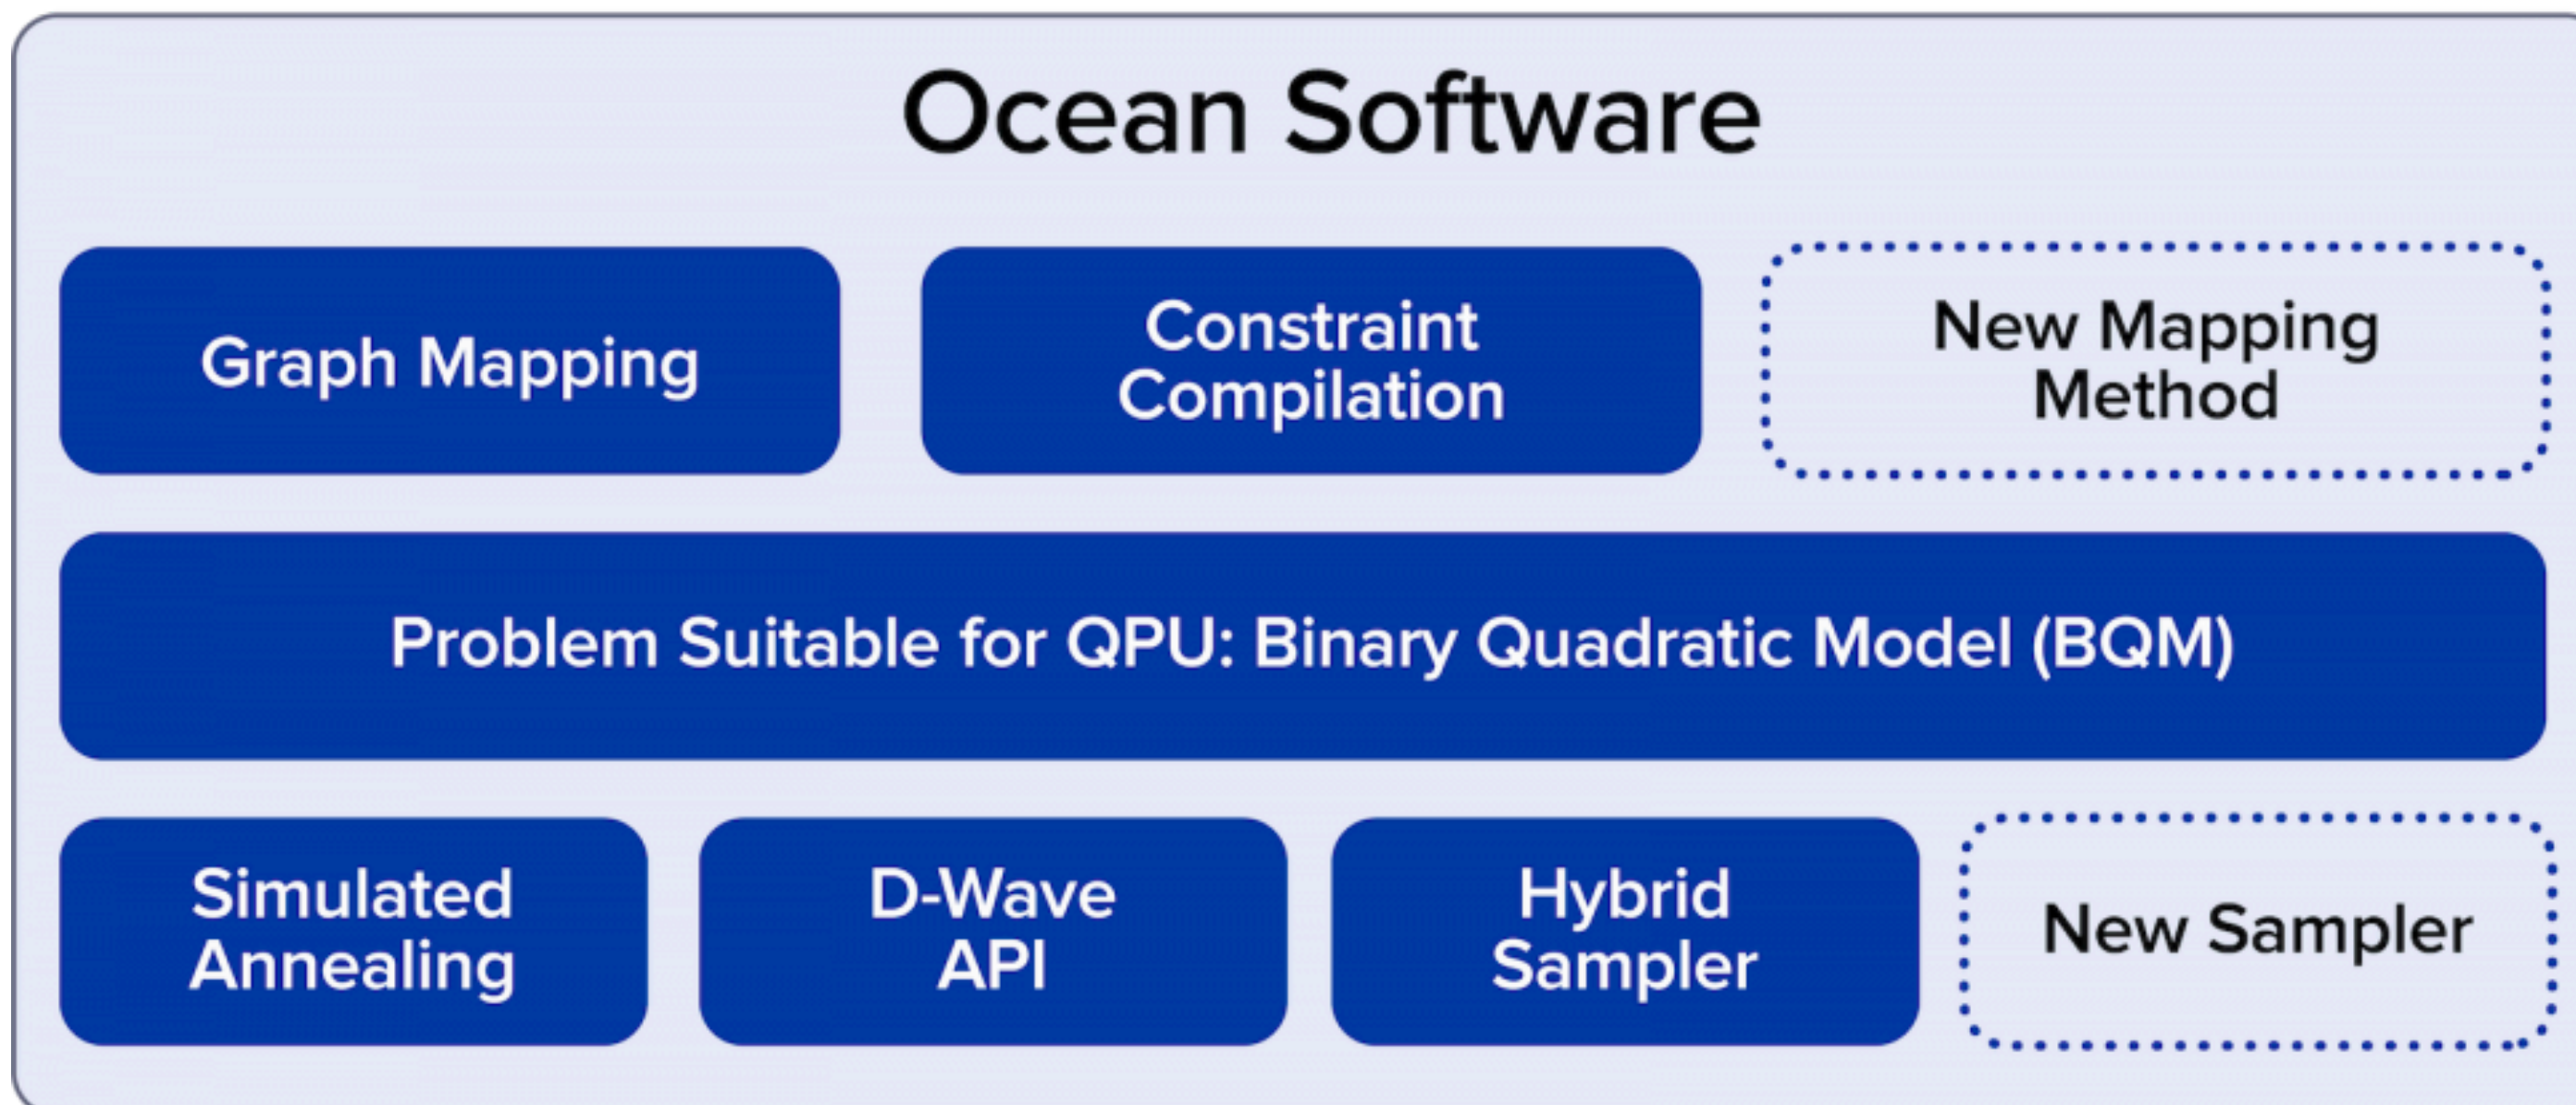 Ocean Software
Graph Mapping
Constraint
Compilation
New Mapping
Method
Problem Suitable for QPU: Binary Quadratic Model (BQM)
Simulated
Annealing
D-Wave
API
Hybrid
Sampler
New Sampler